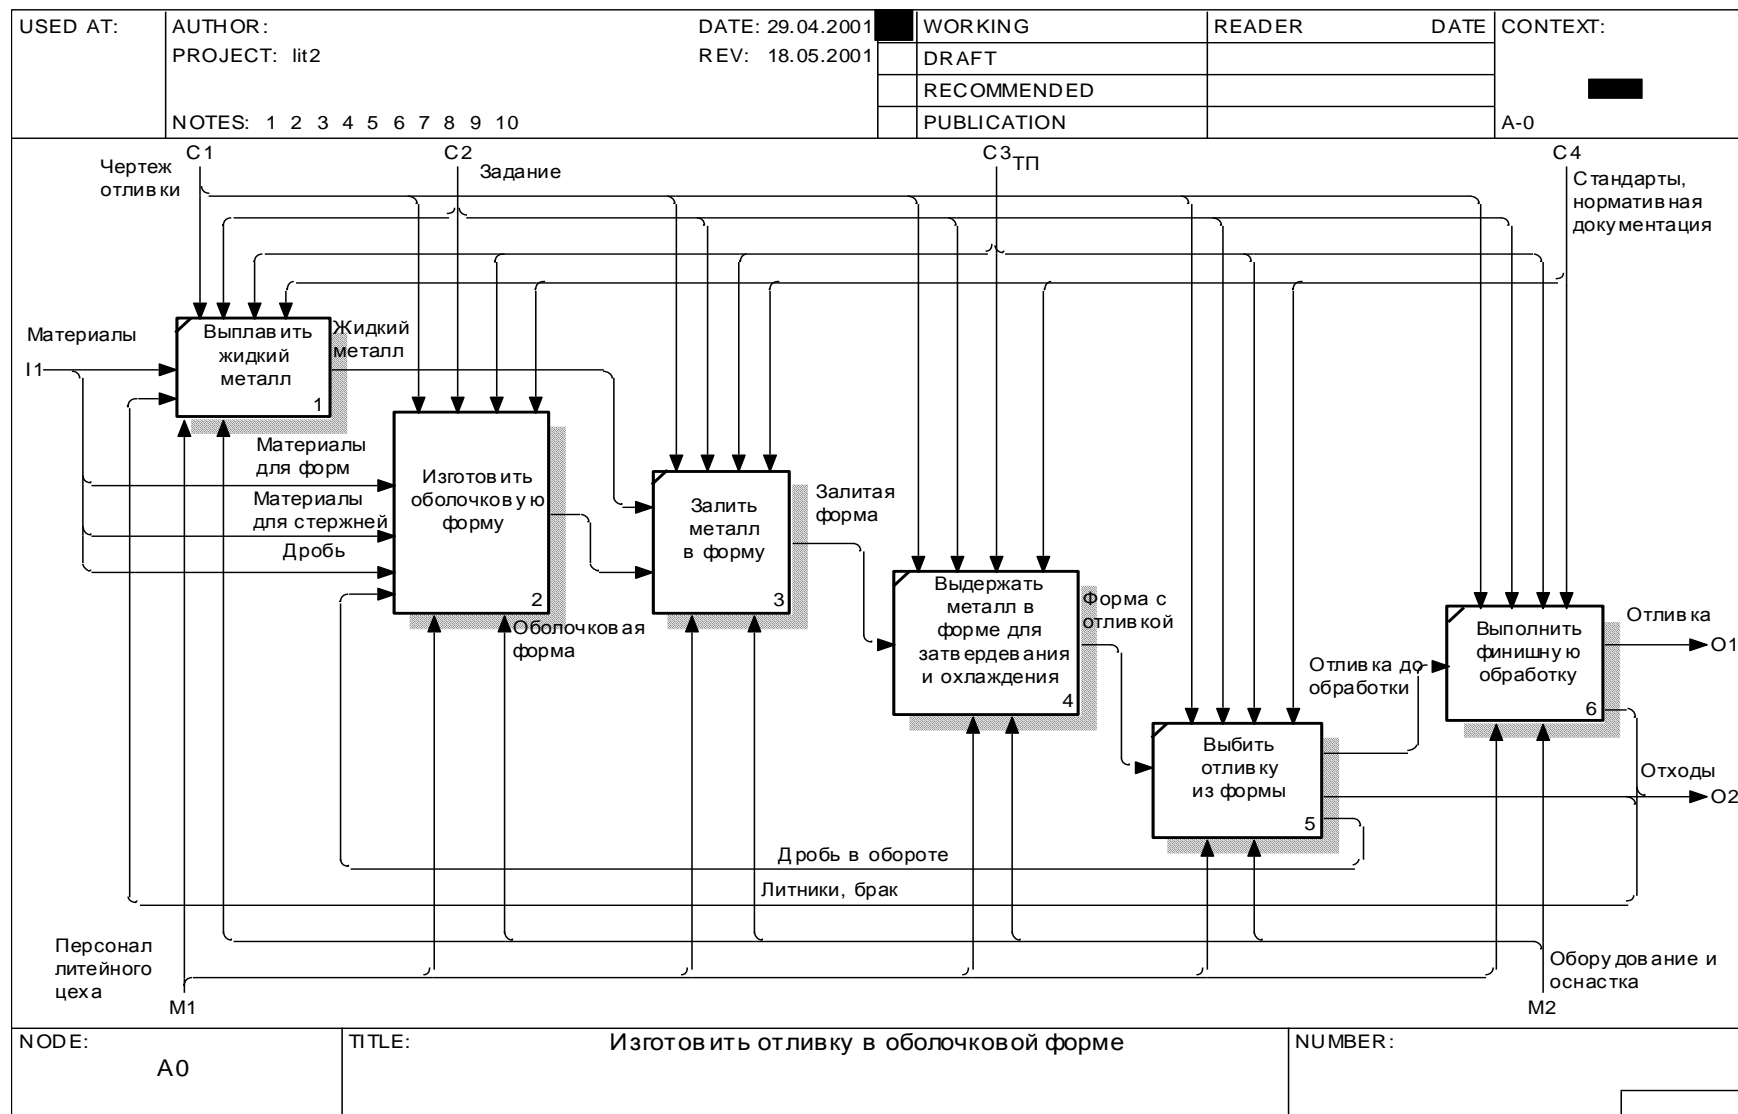 USED AT:
AUTHOR:
DATE: 29.04.2001
WORKING
READER
DATE
CONTEXT:
PROJECT: lit2
REV: 18.05.2001
DRAFT
RECOMMENDED
NOTES: 1 2 3 4 5 6 7 8 9 10
PUBLICATION
A-0
C1
C2
C3
C4
Чертеж
отливки
Задание
ТП
Стандарты,
нормативная
документация
Материалы
I1
Выплавить
жидкий
металл
1
Жидкий
металл
Материалы
для форм
Материалы
для стержней
Дробь
Изготовить
оболочковую
форму
2
Оболочковая
форма
Залить
металл
в форму
3
Залитая
форма
Выдержать
металл в
форме для
затвердевания
и охлаждения
4
Форма с
отливкой
Выбить
отливку
из формы
5
Отливка до
обработки
Выполнить
финишную
обработку
6
Отливка
O1
Отходы
O2
Дробь в обороте
Литники, брак
Персонал
литейного
цеха
M1
Оборудование и
оснастка
M2
NODE:
A0
TITLE:
Изготовить отливку в оболочковой форме
NUMBER: